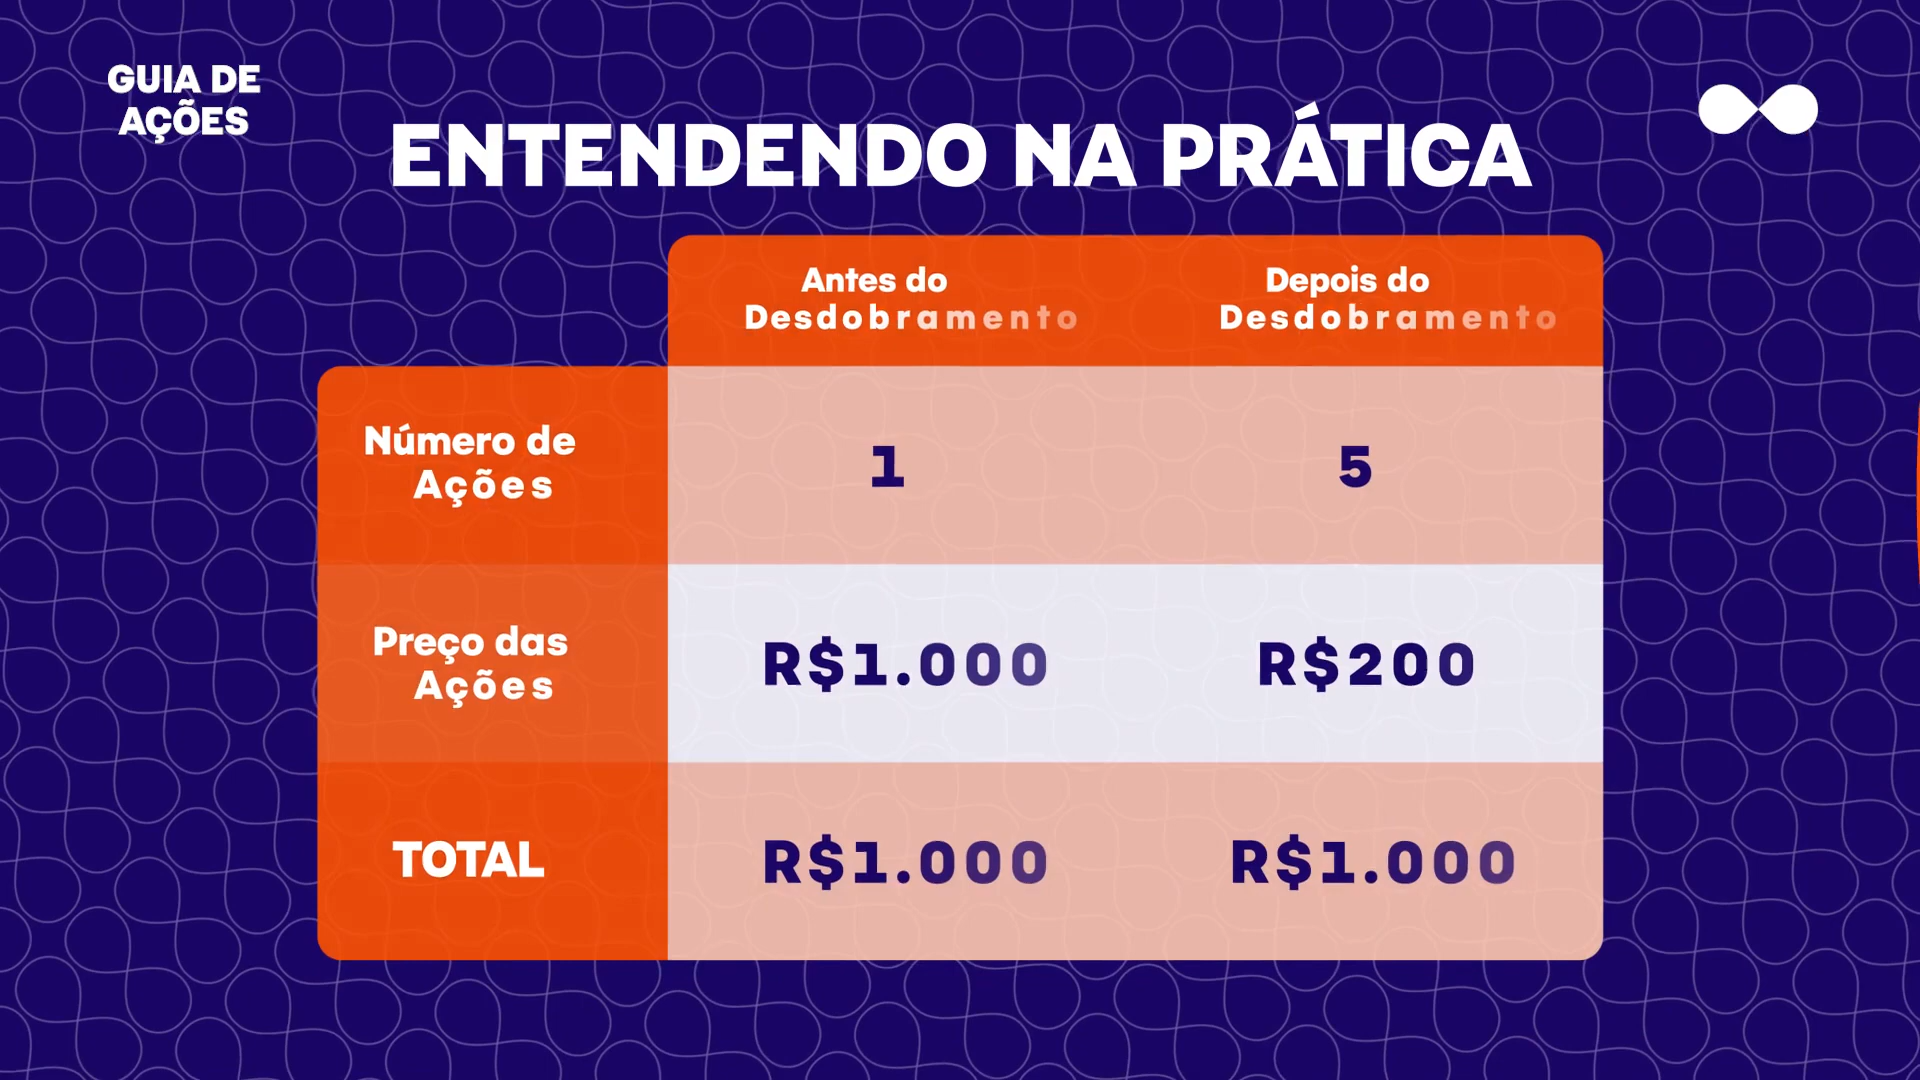 GUIA DE
AÇÕES
ENTENDENDO NA PRÁTICA
Antes do
Desdobramento
Depois do
Desdobramento
Número de
Ações
1
5
Preço das
Ações
R$1.000
R$200
TOTAL
R$1.000
R$1.000